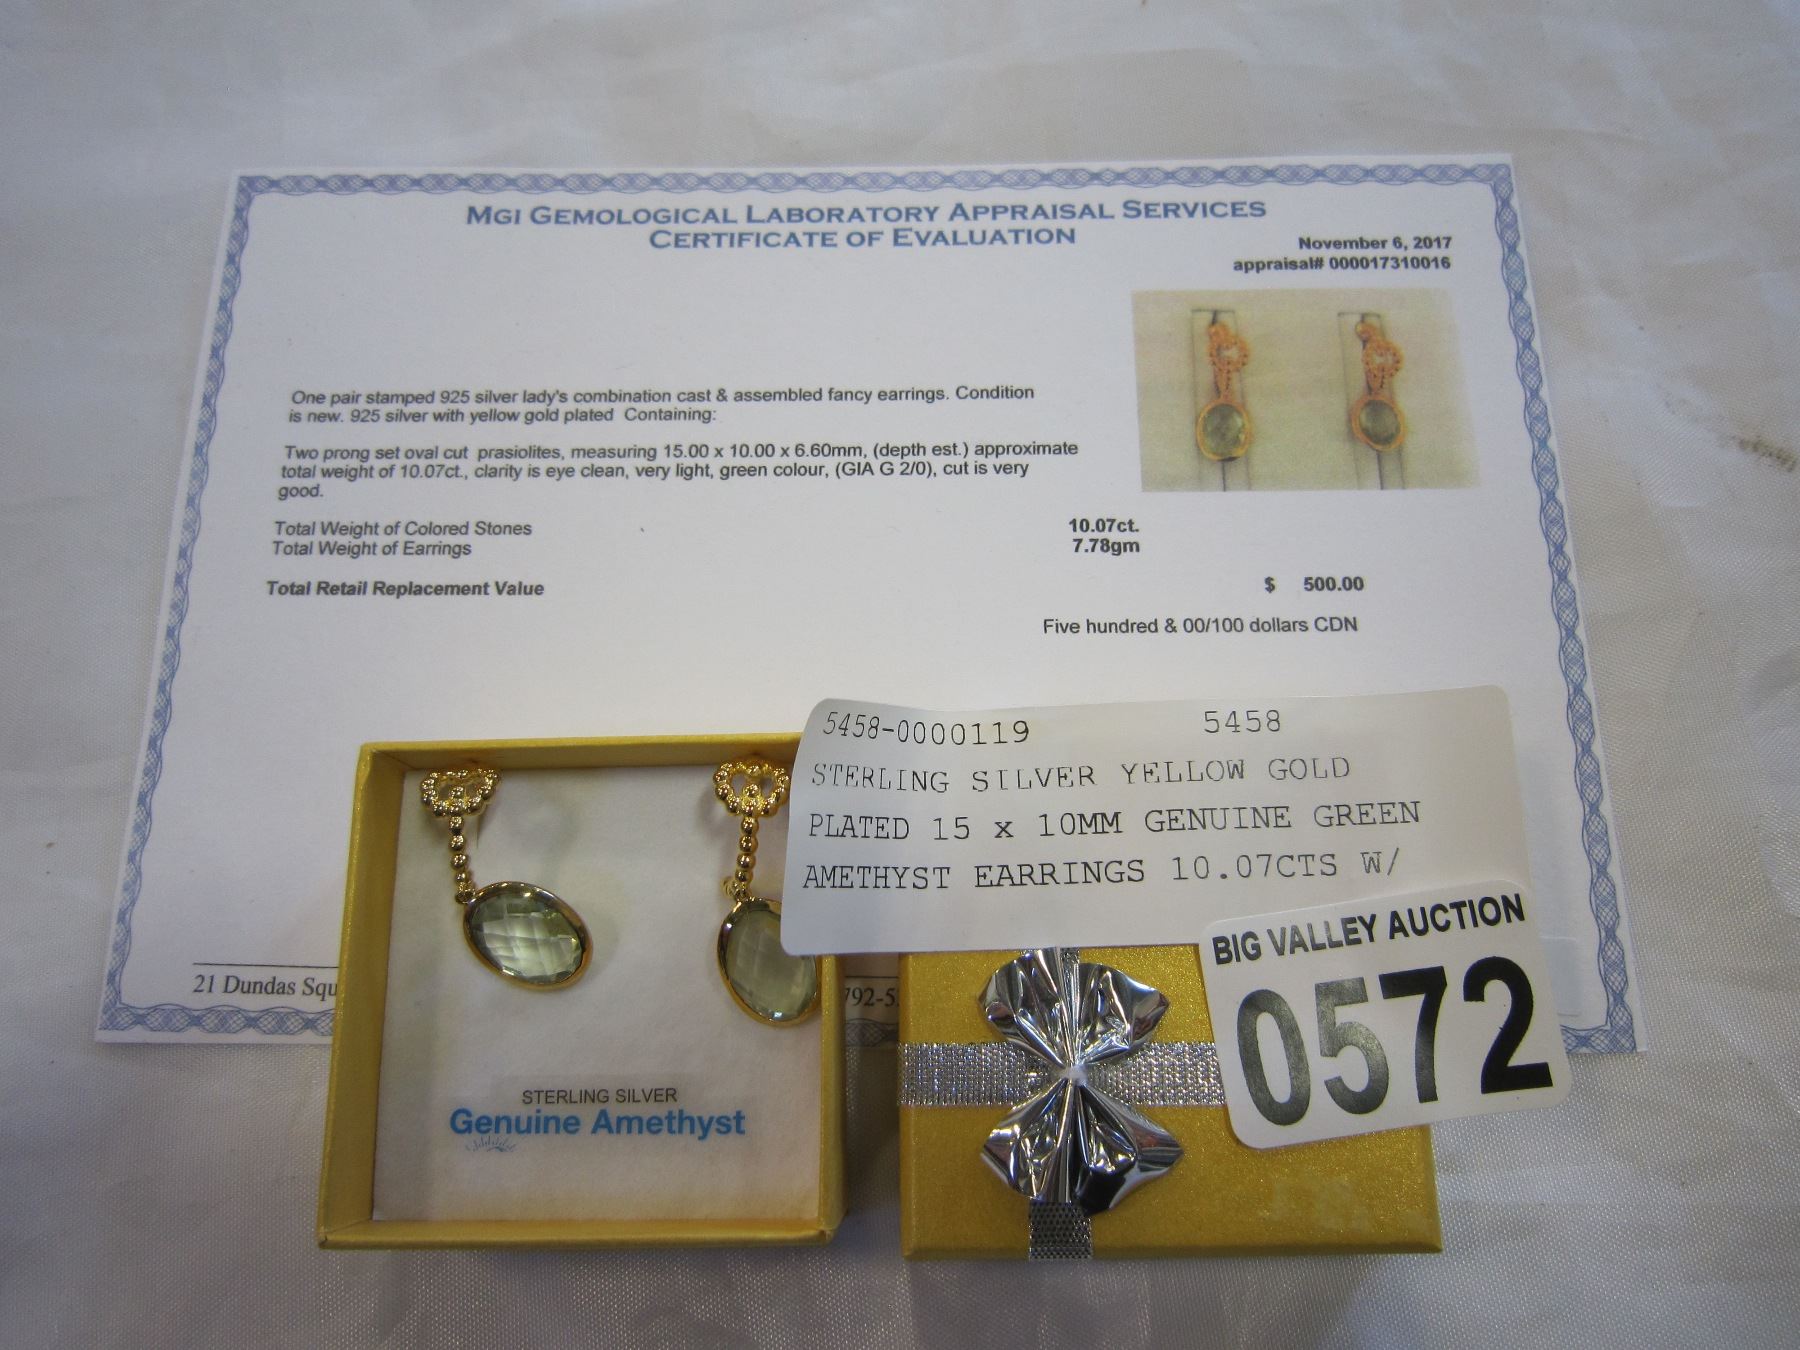 MGI GEMOLOGICAL LABORATORY APPRAISAL SERVICES
CERTIFICATE OF EVALUATION
November 6, 2017
appraisal# 000017310016
One pair stamped 925 silver lady's combination cast & assembled fancy earrings. Condition
is new. 925 silver with yellow gold plated Containing:
Two prong set oval cut prasiolites, measuring 15.00 x 10.00 x 6.60mm, (depth est.) approximate
total weight of 10.07ct., clarity is eye clean, very light, green colour, (GIA G 2/0), cut is very
good.
Total Weight of Colored Stones 10.07ct.
Total Weight of Earrings 7.78gm
Total Retail Replacement Value $ 500.00
Five hundred & 00/100 dollars CDN
5458-0000119 5458
STERLING SILVER YELLOW GOLD
PLATED 15 x 10MM GENUINE GREEN
AMETHYST EARRINGS 10.07CTS W/
BIG VALLEY AUCTION
0572
21 Dundas Squ
STERLING SILVER
Genuine Amethyst